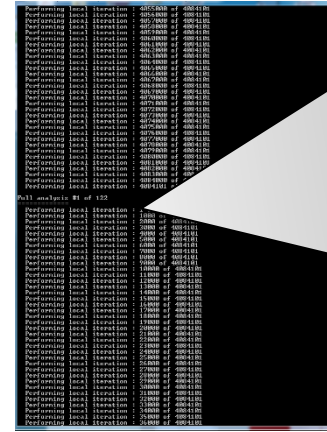 Performing local iteration : 4055000 of 4084101
Performing local iteration : 4056000 of 4084101
Performing local iteration : 4057000 of 4084101
Performing local iteration : 4058000 of 4084101
Performing local iteration : 4059000 of 4084101
Performing local iteration : 4060000 of 4084101
Performing local iteration : 4061000 of 4084101
Performing local iteration : 4062000 of 4084101
Performing local iteration : 4063000 of 4084101
Performing local iteration : 4064000 of 4084101
Performing local iteration : 4065000 of 4084101
Performing local iteration : 4066000 of 4084101
Performing local iteration : 4067000 of 4084101
Performing local iteration : 4068000 of 4084101
Performing local iteration : 4069000 of 4084101
Performing local iteration : 4070000 of 4084101
Performing local iteration : 4071000 of 4084101
Performing local iteration : 4072000 of 4084101
Performing local iteration : 4073000 of 4084101
Performing local iteration : 4074000 of 4084101
Performing local iteration : 4075000 of 4084101
Performing local iteration : 4076000 of 4084101
Performing local iteration : 4077000 of 4084101
Performing local iteration : 4078000 of 4084101
Performing local iteration : 4079000 of 4084101
Performing local iteration : 4080000 of 4084101
Performing local iteration : 4081000 of 4084101
Performing local iteration : 4082000 of 4084101
Performing local iteration : 4083000 of 4084101
Performing local iteration : 4084000 of 4084101
Performing local iteration : 4084101 of 4084101
Full analysis #1 of 122
Performing local iteration :
Performing local iteration : 1000 of
Performing local iteration : 2000 of 4084101
Performing local iteration : 3000 of 4084101
Performing local iteration : 4000 of 4084101
Performing local iteration : 5000 of 4084101
Performing local iteration : 6000 of 4084101
Performing local iteration : 7000 of 4084101
Performing local iteration : 8000 of 4084101
Performing local iteration : 9000 of 4084101
Performing local iteration : 10000 of 4084101
Performing local iteration : 11000 of 4084101
Performing local iteration : 12000 of 4084101
Performing local iteration : 13000 of 4084101
Performing local iteration : 14000 of 4084101
Performing local iteration : 15000 of 4084101
Performing local iteration : 16000 of 4084101
Performing local iteration : 17000 of 4084101
Performing local iteration : 18000 of 4084101
Performing local iteration : 19000 of 4084101
Performing local iteration : 20000 of 4084101
Performing local iteration : 21000 of 4084101
Performing local iteration : 22000 of 4084101
Performing local iteration : 23000 of 4084101
Performing local iteration : 24000 of 4084101
Performing local iteration : 25000 of 4084101
Performing local iteration : 26000 of 4084101
Performing local iteration : 27000 of 4084101
Performing local iteration : 28000 of 4084101
Performing local iteration : 29000 of 4084101
Performing local iteration : 30000 of 4084101
Performing local iteration : 31000 of 4084101
Performing local iteration : 32000 of 4084101
Performing local iteration : 33000 of 4084101
Performing local iteration : 34000 of 4084101
Performing local iteration : 35000 of 4084101
Performing local iteration : 36000 of 4084101